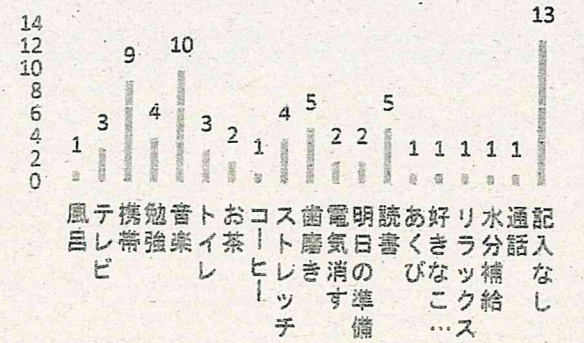 14
12
10
8
6
4
2
0
1
3
9
4
10
3
2
1
4
5
2
2
5
1
1
1
1
1
13
風呂
テレビ
携帯
勉強
音楽
トイレ
お茶
コーヒー
ストレッチ
歯磨き
電気消す
明日の準備
読書
あくび
好きなこ…
リラックス
水分補給
通話
記入なし